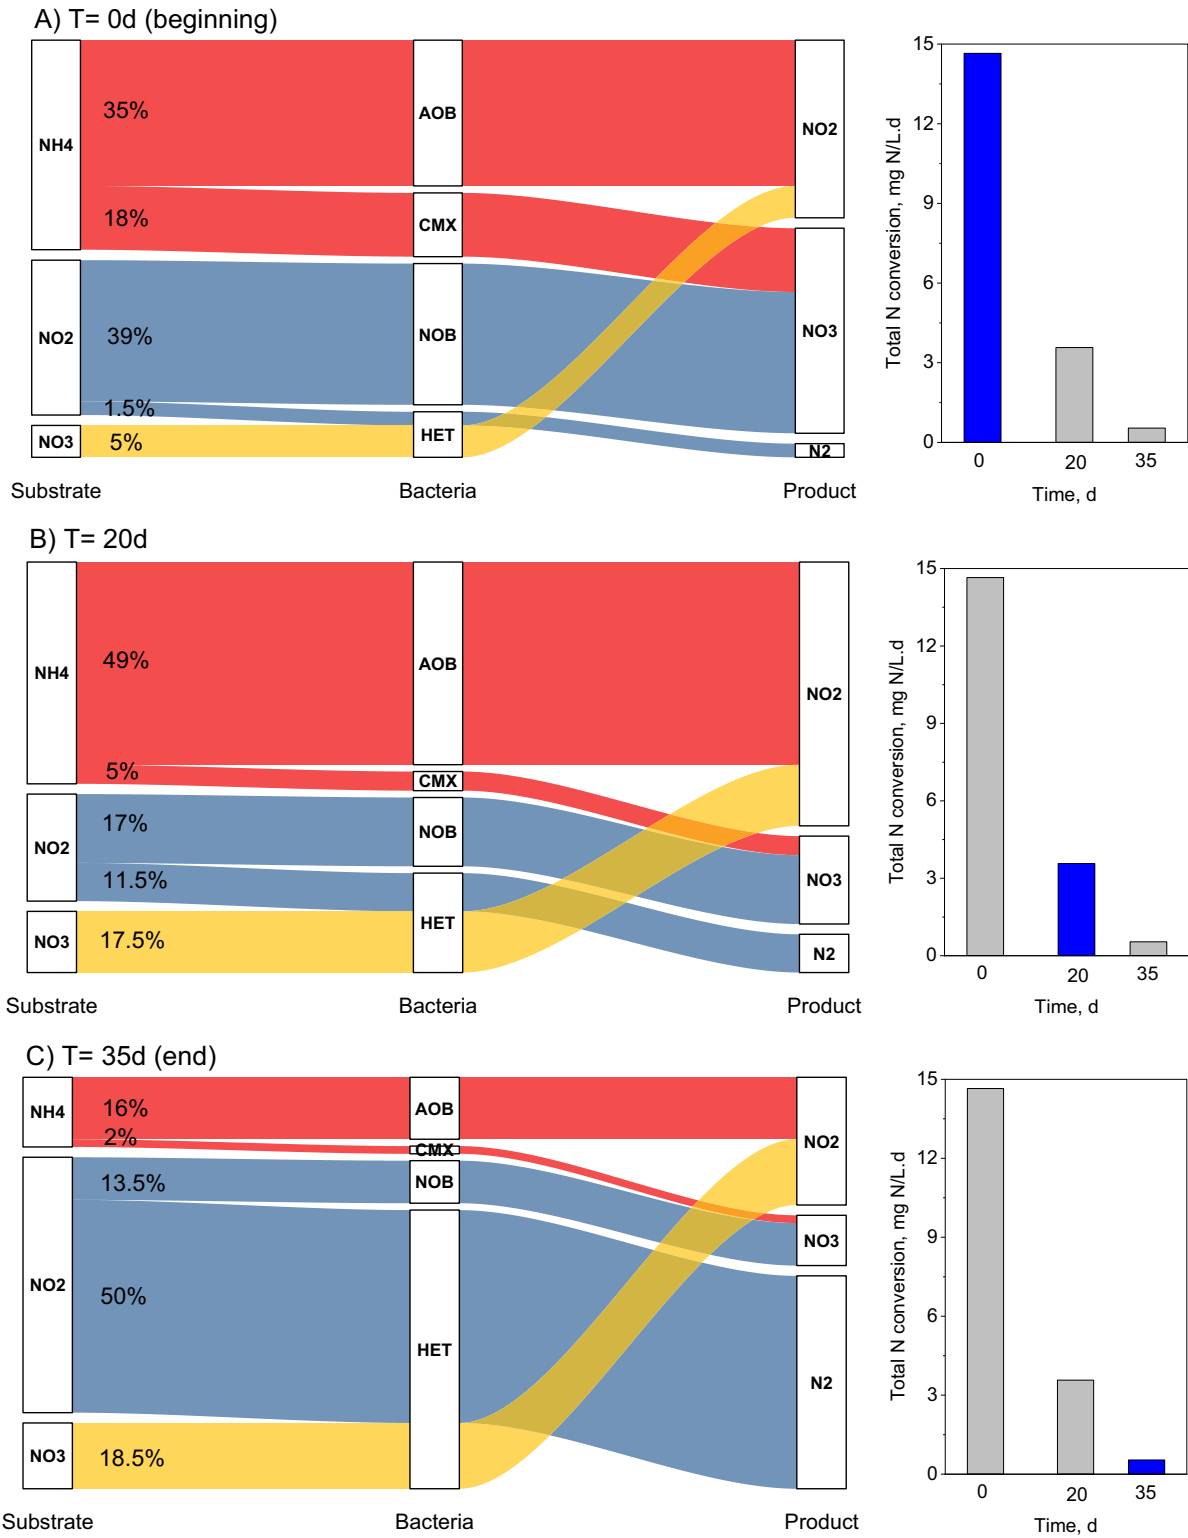 A) T= 0d (beginning)
NH4
35%
18%
AOB
CMX
NO2
39%
1.5%
NOB
NO3
5%
HET
NO2
NO3
N2
Substrate
Bacteria
Product
Total N conversion, mg N/L.d
15
12
9
6
3
0
0
20
35
Time, d
B) T= 20d
NH4
49%
5%
AOB
CMX
NO2
17%
11.5%
NOB
NO3
17.5%
HET
NO2
NO3
N2
Substrate
Bacteria
Product
Total N conversion, mg N/L.d
15
12
9
6
3
0
0
20
35
Time, d
C) T= 35d (end)
NH4
16%
2%
AOB
CMX
NO2
13.5%
50%
NOB
HET
NO3
18.5%
NO2
NO3
N2
Substrate
Bacteria
Product
Total N conversion, mg N/L.d
15
12
9
6
3
0
0
20
35
Time, d